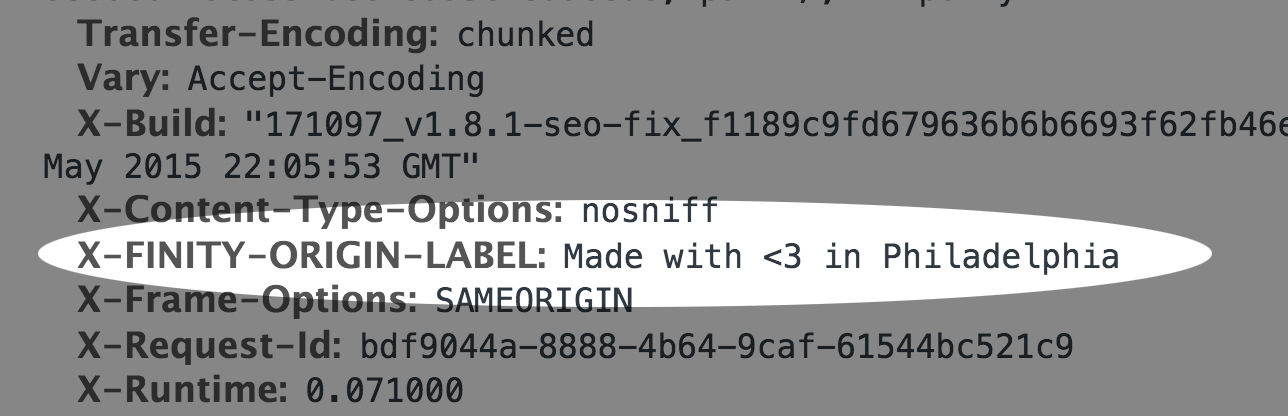 Transfer-Encoding: chunked
Vary: Accept-Encoding
X-Build: "171097_v1.8.1-seo-fix_f1189c9fd679636b6b6693f62fb46e
May 2015 22:05:53 GMT"
X-Content-Type-Options: nosniff
X-FINITY-ORIGIN-LABEL: Made with <3 in Philadelphia
X-Frame-Options: SAMEORIGIN
X-Request-Id: bdf9044a-8888-4b64-9caf-61544bc521c9
X-Runtime: 0.071000